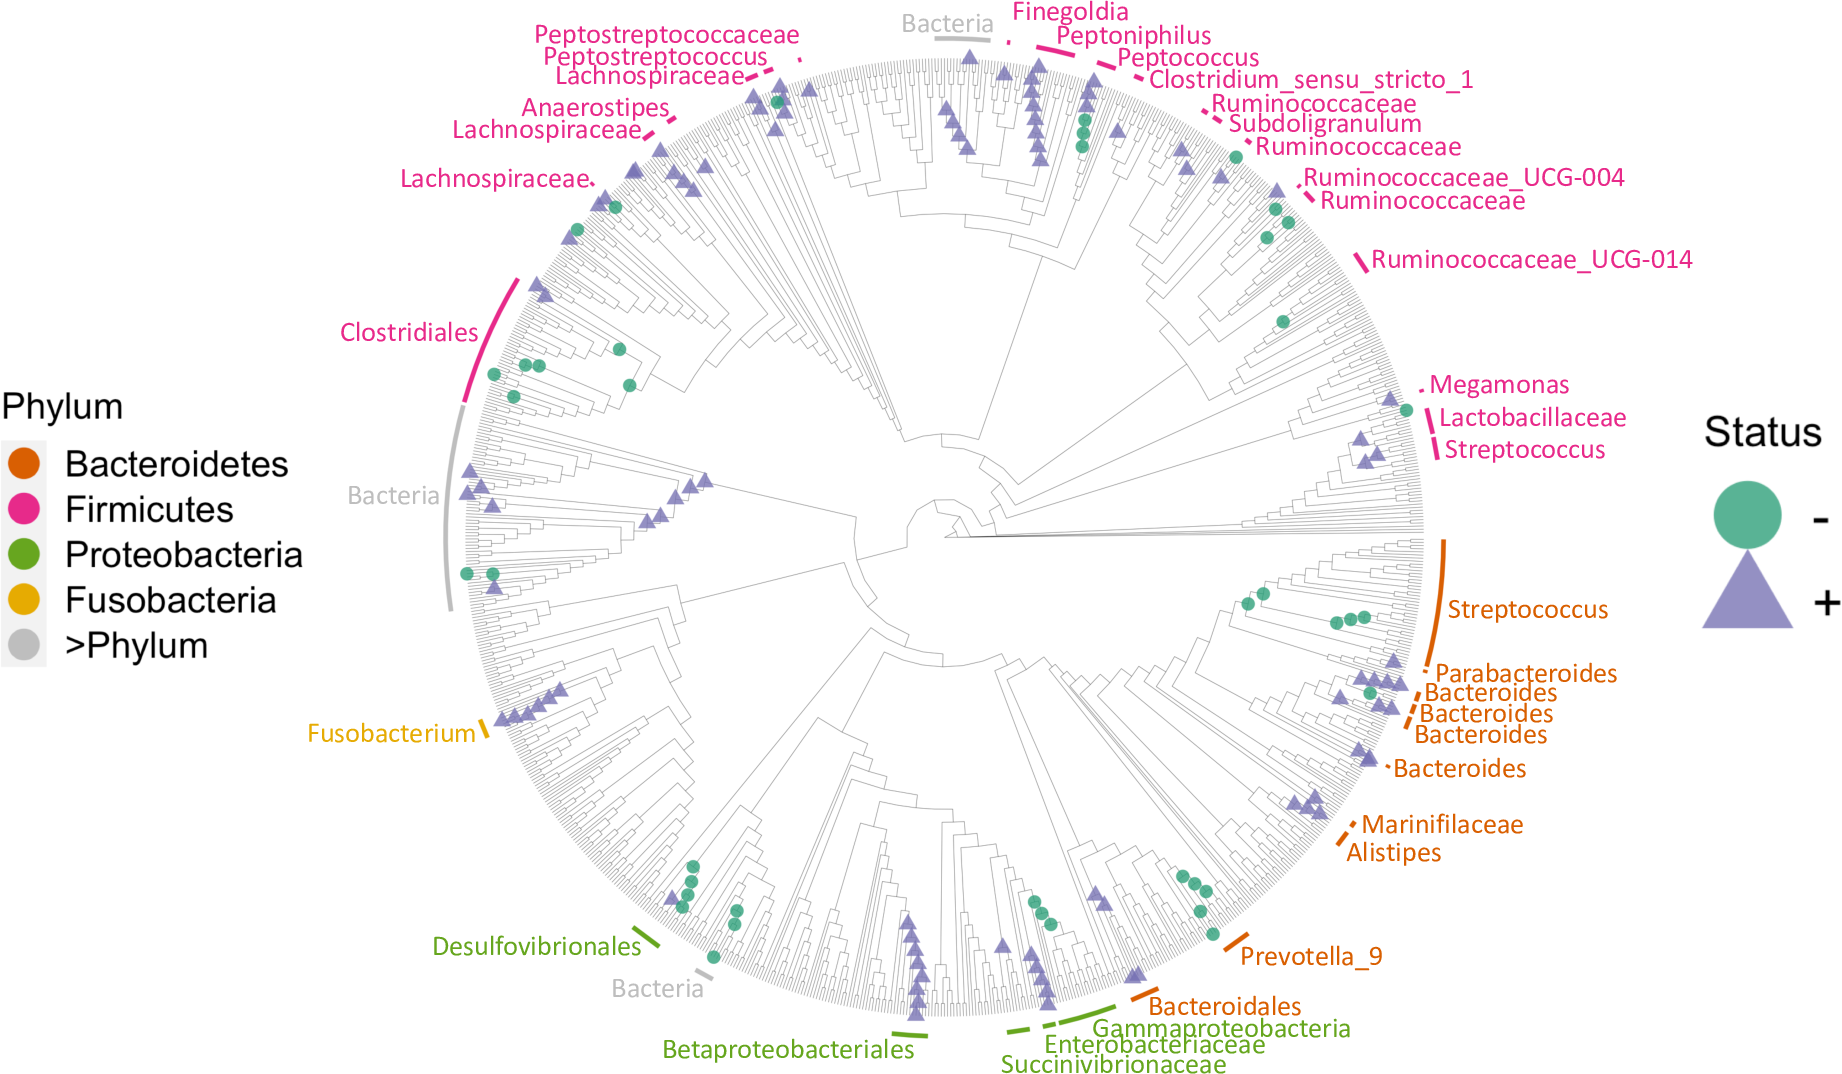 Bacteria
Finegoldia
Peptoniphilus
Peptococcus
Clostridium_sensu_stricto_1
Ruminococcaceae
Subdoligranulum
Ruminococcaceae
Ruminococcaceae_UCG-004
Ruminococcaceae
Ruminococcaceae_UCG-014
Megamonas
Lactobacillaceae
Streptococcus
Streptococcus
Parabacteroides
Bacteroides
Bacteroides
Bacteroides
Bacteroides
Marinifilaceae
Alistipes
Prevotella_9
Bacteroidales
Gammaproteobacteria
Enterobacteriaceae
Succinivibrionaceae
Betaproteobacteriales
Bacteria
Desulfovibrionales
Fusobacterium
Bacteria
Clostridiales
Lachnospiraceae
Lachnospiraceae
Anaerostipes
Lachnospiraceae
Peptostreptococcus
Peptostreptococcaceae
Phylum
Bacteroidetes
Firmicutes
Proteobacteria
Fusobacteria
>Phylum
Status
-
+